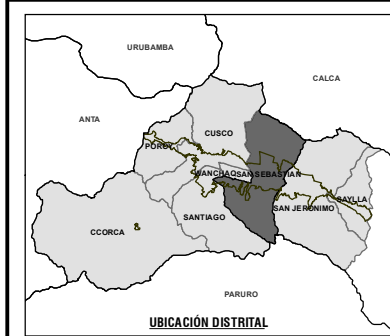 URUBAMBA
CALCA
ANTA
CUSCO
POROY
WANCHAQ
SAN SEBASTIAN
SAYLLA
SAN JERONIMO
SANTIAGO
CCORCA
PARURO
UBICACIÓN DISTRITAL